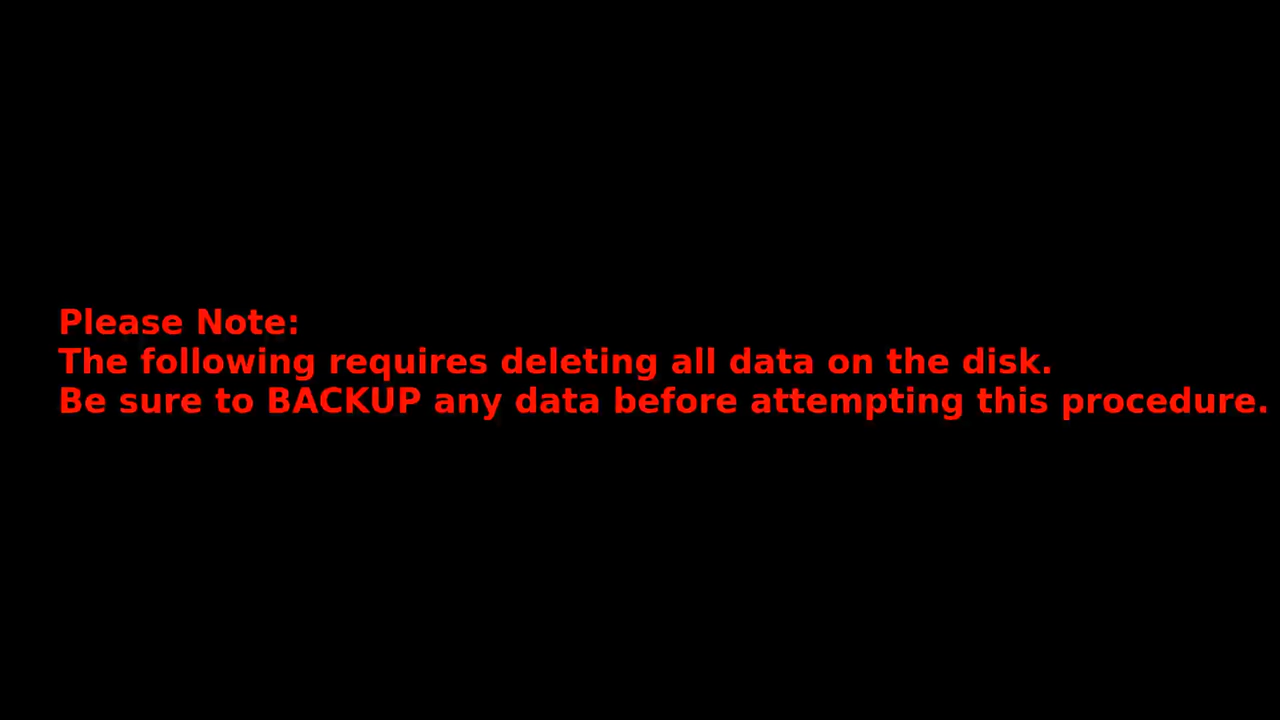 Please Note:
The following requires deleting all data on the disk.
Be sure to BACKUP any data before attempting this procedure.